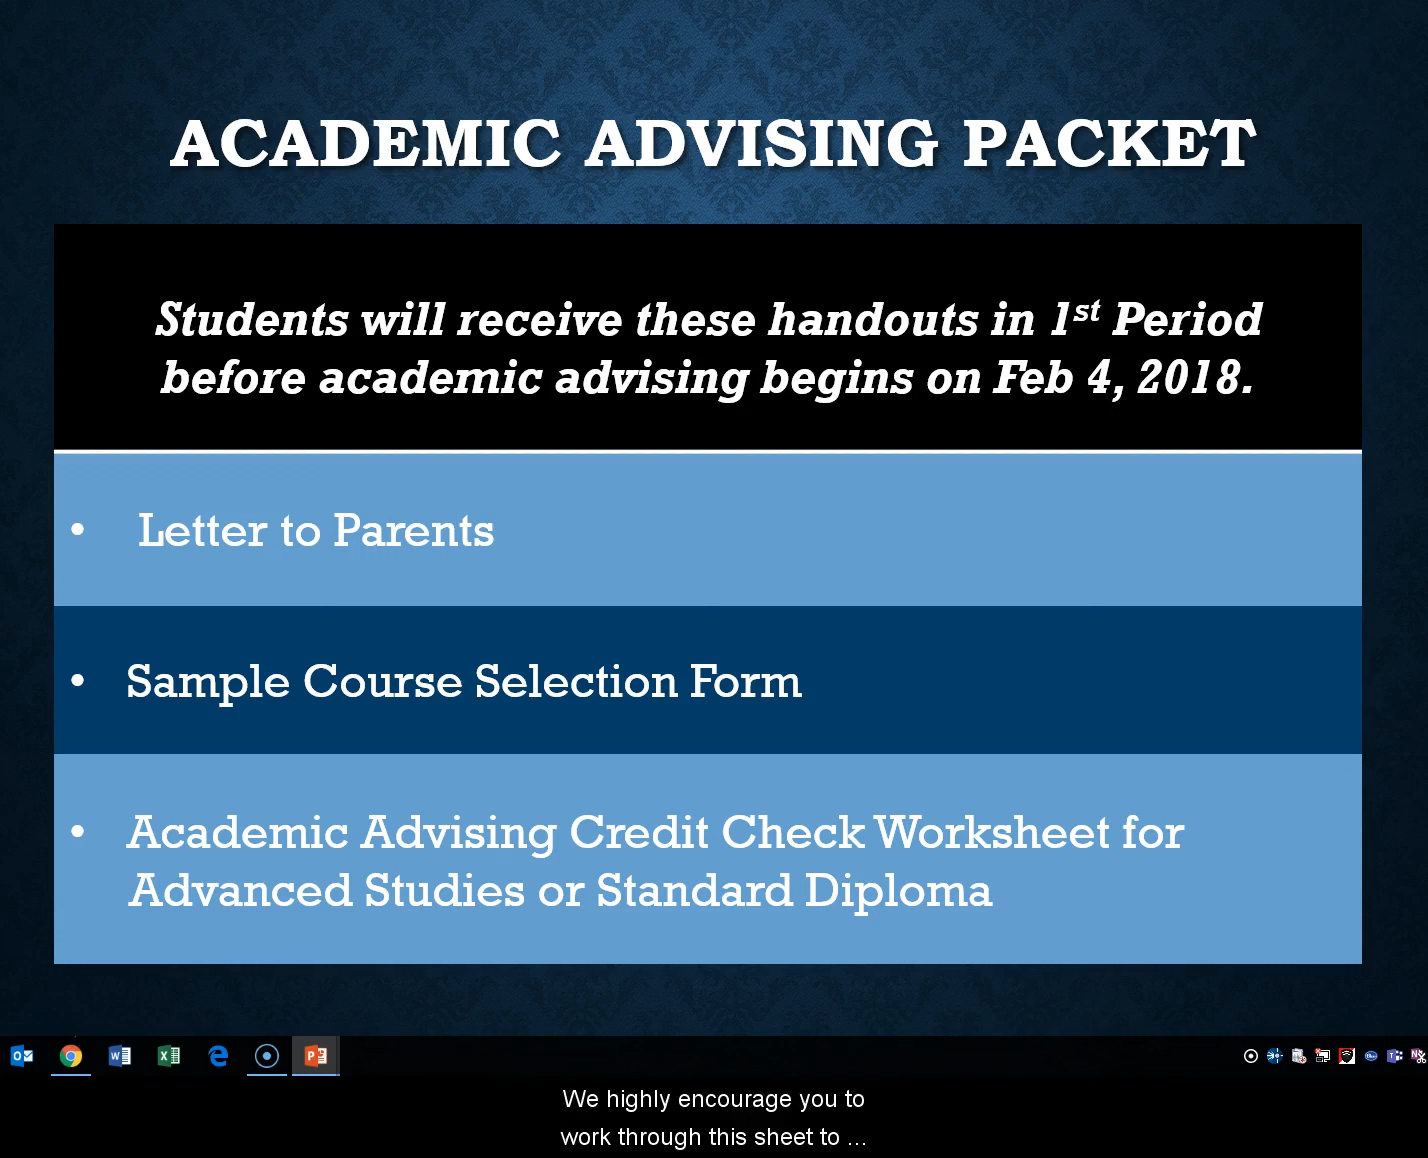 ACADEMIC ADVISING PACKET
Students will receive these handouts in 1st Period
before academic advising begins on Feb 4, 2018.
• Letter to Parents
• Sample Course Selection Form
• Academic Advising Credit Check Worksheet for
Advanced Studies or Standard Diploma
We highly encourage you to
work through this sheet to ...